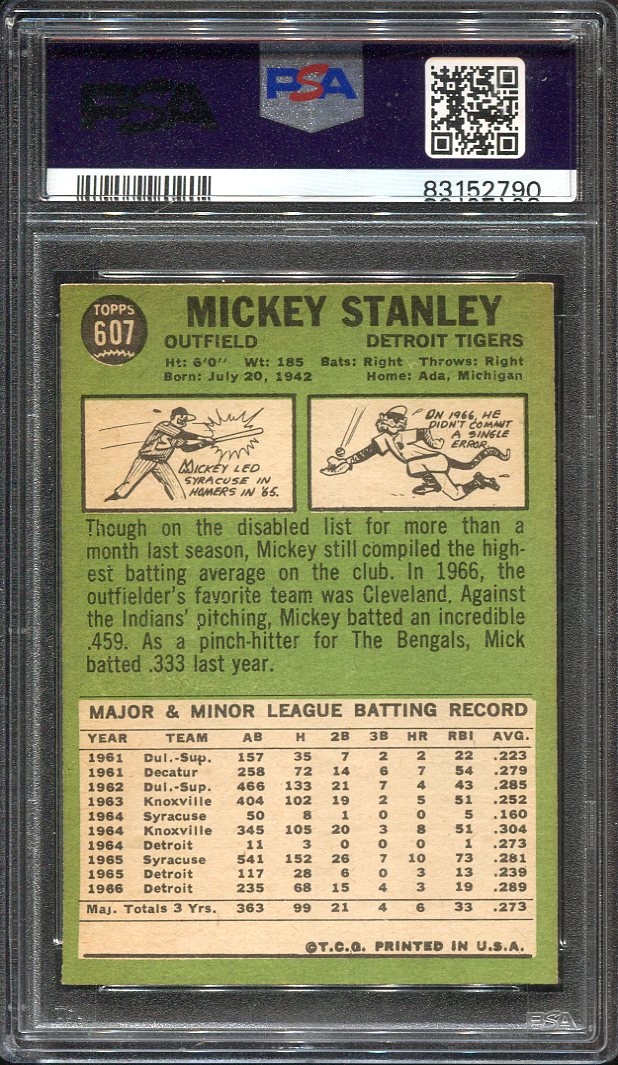 PSA
PSA
83152790
TOPPS
607
MICKEY STANLEY
OUTFIELD DETROIT TIGERS
Ht: 6'0" Wt: 185 Bats: Right Throws: Right
Born: July 20, 1942 Home: Ada, Michigan
MICKEY LED
SYRACUSE IN
HOMERS IN '65.
ON 1966, HE
DIDN'T COMMIT
A SINGLE
ERROR.
Though on the disabled list for more than a
month last season, Mickey still compiled the high-
est batting average on the club. In 1966, the
outfielder's favorite team was Cleveland. Against
the Indians' pitching, Mickey batted an incredible
.459. As a pinch-hitter for The Bengals, Mick
batted .333 last year.
MAJOR & MINOR LEAGUE BATTING RECORD
YEAR TEAM AB H 2B 3B HR RBI AVG.
1961 Dul.-Sup. 157 35 7 2 2 22 .223
1961 Decatur 258 72 14 6 7 54 .279
1962 Dul.-Sup. 466 133 21 7 4 43 .285
1963 Knoxville 404 102 19 2 5 51 .252
1964 Syracuse 50 8 1 0 0 5 .160
1964 Knoxville 345 105 20 3 8 51 .304
1964 Detroit 11 3 0 0 0 1 .273
1965 Syracuse 541 152 26 7 10 73 .281
1965 Detroit 117 28 6 0 3 13 .239
1966 Detroit 235 68 15 4 3 19 .289
Maj. Totals 3 Yrs. 363 99 21 4 6 33 .273
©T.C.G. PRINTED IN U.S.A.
PSA